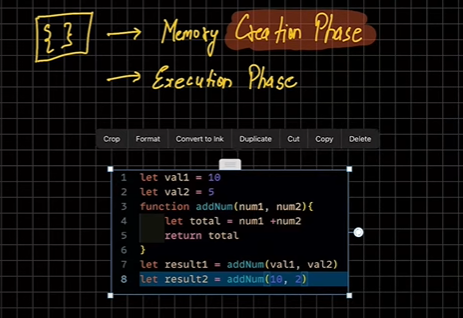 { } → Memory Creation Phase
→ Execution Phase
Crop Format Convert to Ink Duplicate Cut Copy Delete
1 let val1 = 10
2 let val2 = 5
3 function addNum(num1, num2){
4 let total = num1 +num2
5 return total
6 }
7 let result1 = addNum(val1, val2)
8 let result2 = addNum(10, 2)